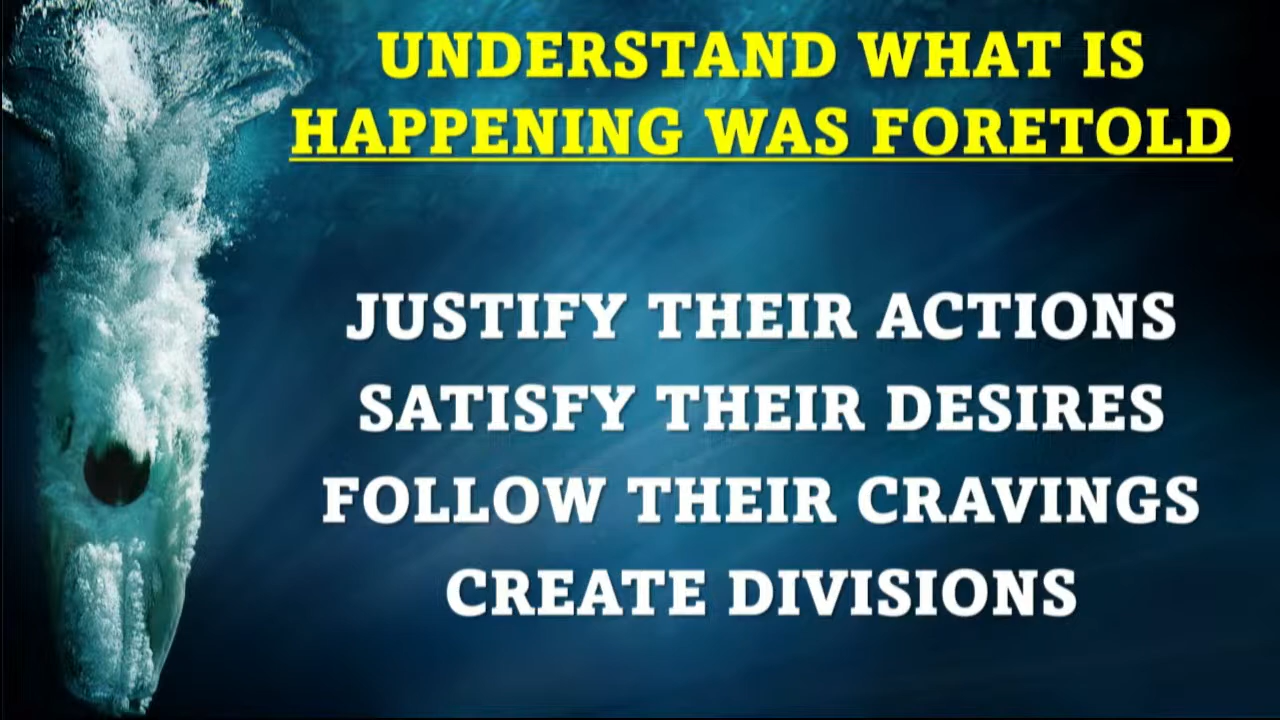 UNDERSTAND WHAT IS
HAPPENING WAS FORETOLD
JUSTIFY THEIR ACTIONS
SATISFY THEIR DESIRES
FOLLOW THEIR CRAVINGS
CREATE DIVISIONS